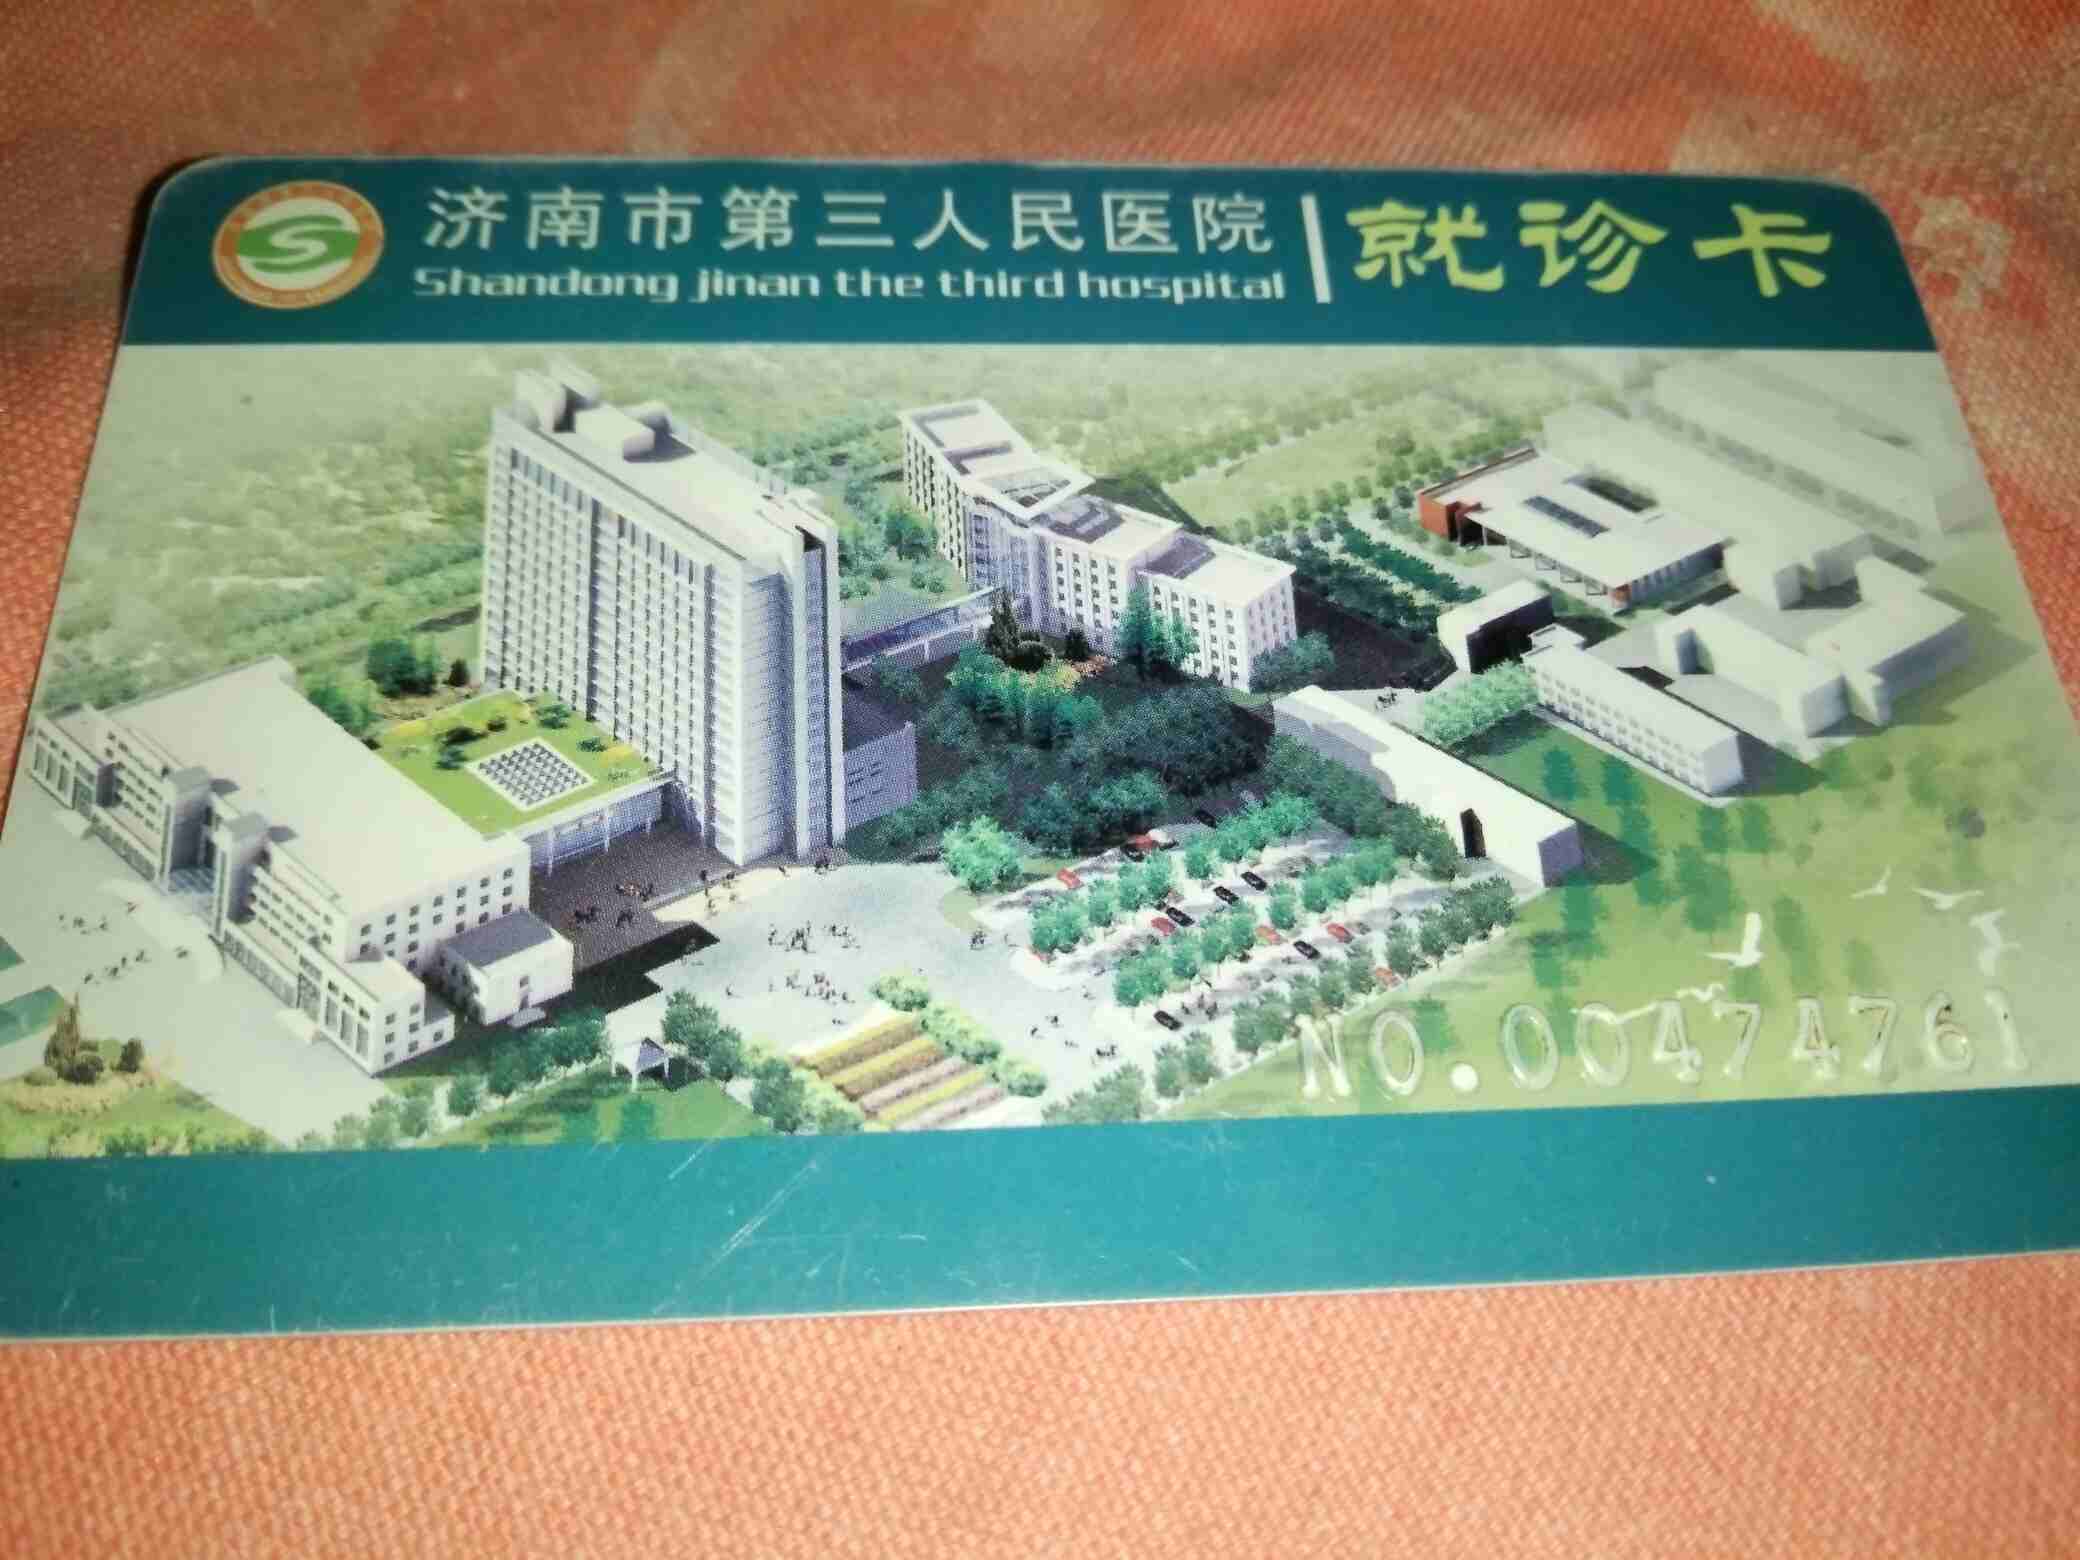 济南市第三人民医院 就诊卡
Shandong jinan the third hospital
NO.00474761